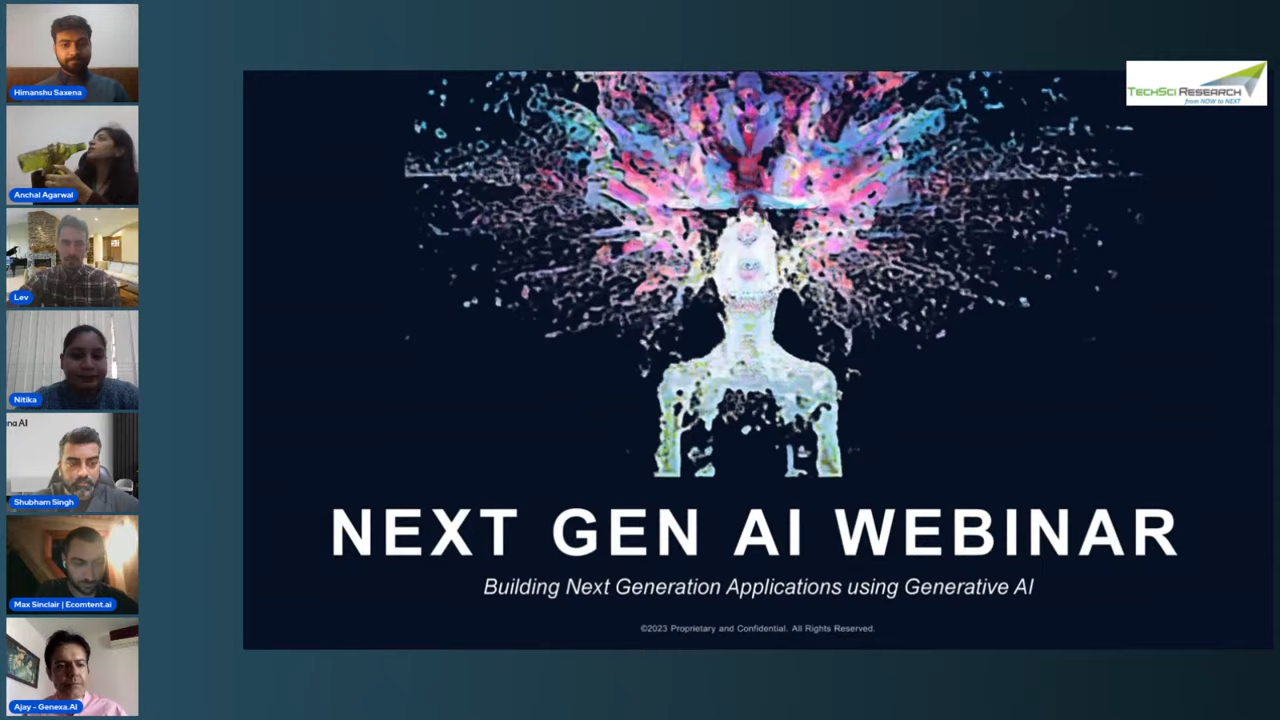 Himanshu Saxena
Anchal Agarwal
Lev
Nitika
na AI
Shubham Singh
Max Sinclair | Ecomtent.ai
Ajay - Genexa.AI
TechSci Research
from NOW to NEXT
NEXT GEN AI WEBINAR
Building Next Generation Applications using Generative AI
©2023 Proprietary and Confidential. All Rights Reserved.